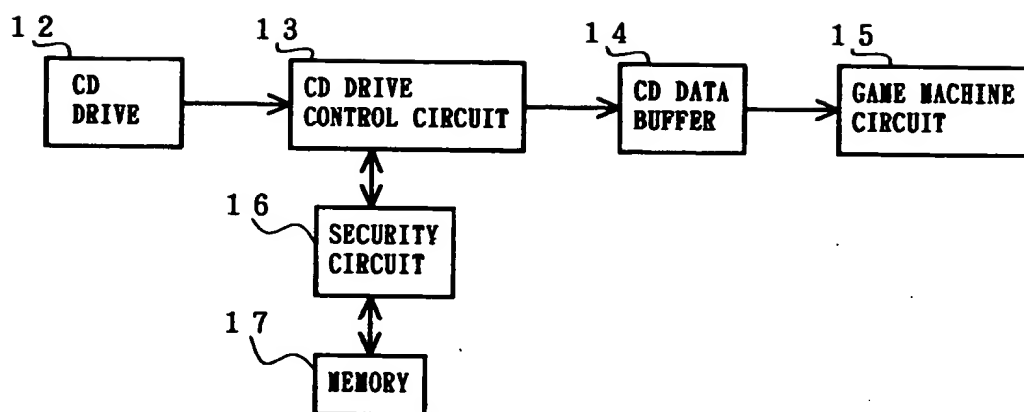 12
13
14
15
CD
DRIVE
CD DRIVE
CONTROL CIRCUIT
CD DATA
BUFFER
GAME MACHINE
CIRCUIT
16
SECURITY
CIRCUIT
17
MEMORY